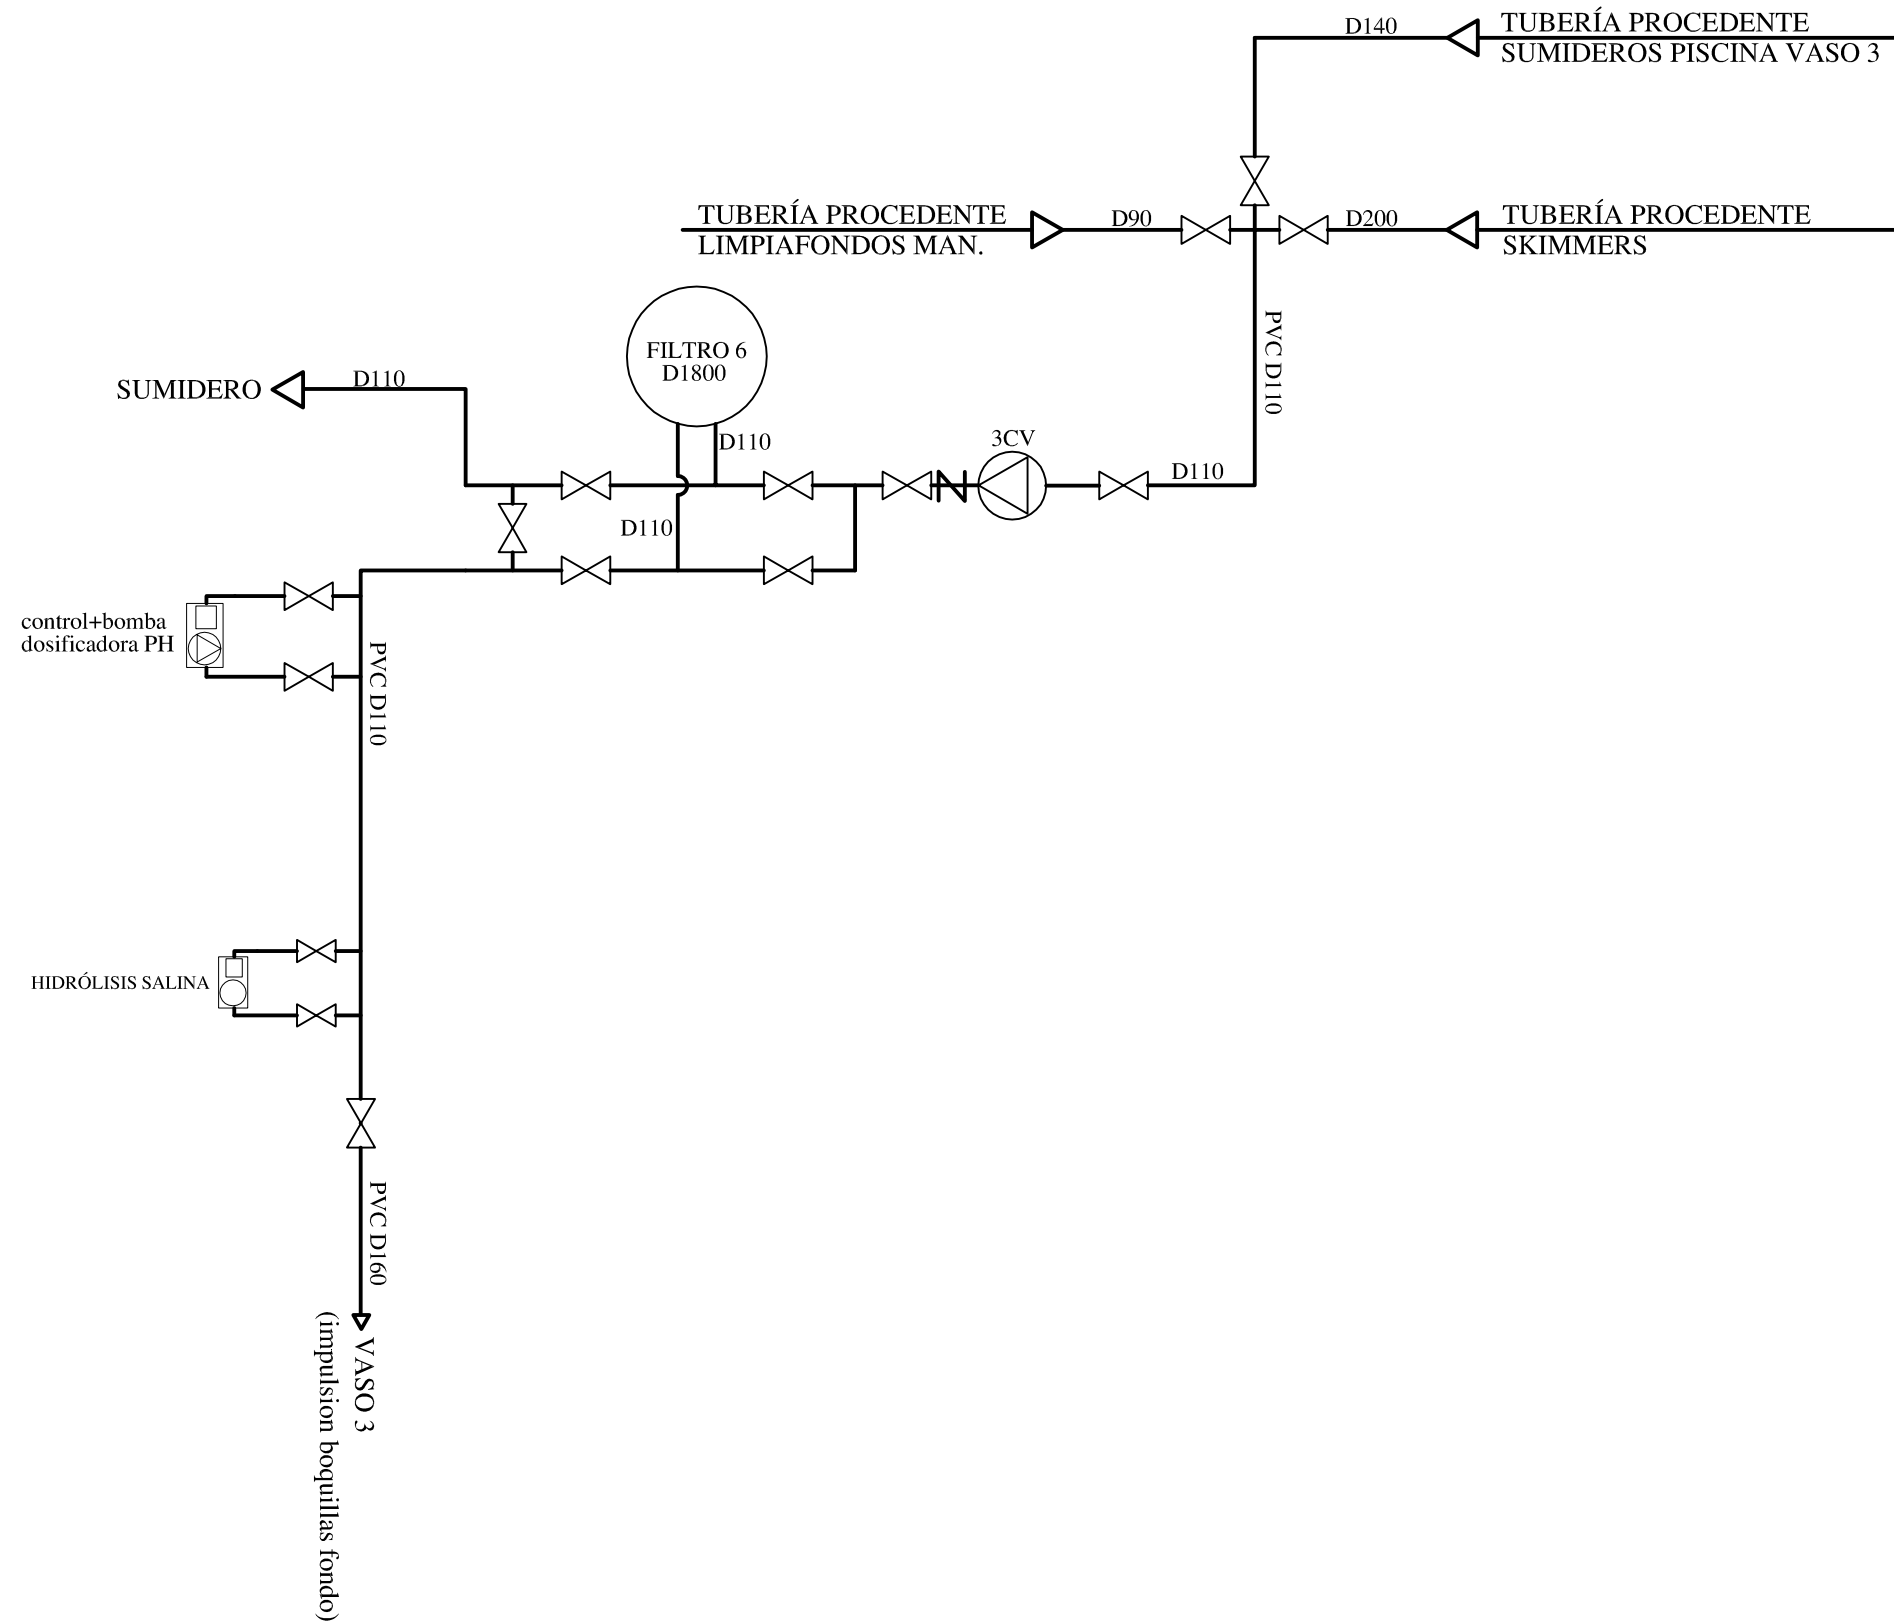 D140
TUBERÍA PROCEDENTE
SUMIDEROS PISCINA VASO 3
TUBERÍA PROCEDENTE
LIMPIAFONDOS MAN.
D90
D200
TUBERÍA PROCEDENTE
SKIMMERS
PVC D110
FILTRO 6
D1800
SUMIDERO
D110
D110
3CV
D110
D110
control+bomba
dosificadora PH
PVC D110
HIDRÓLISIS SALINA
PVC D160
VASO 3
(impulsion boquillas fondo)